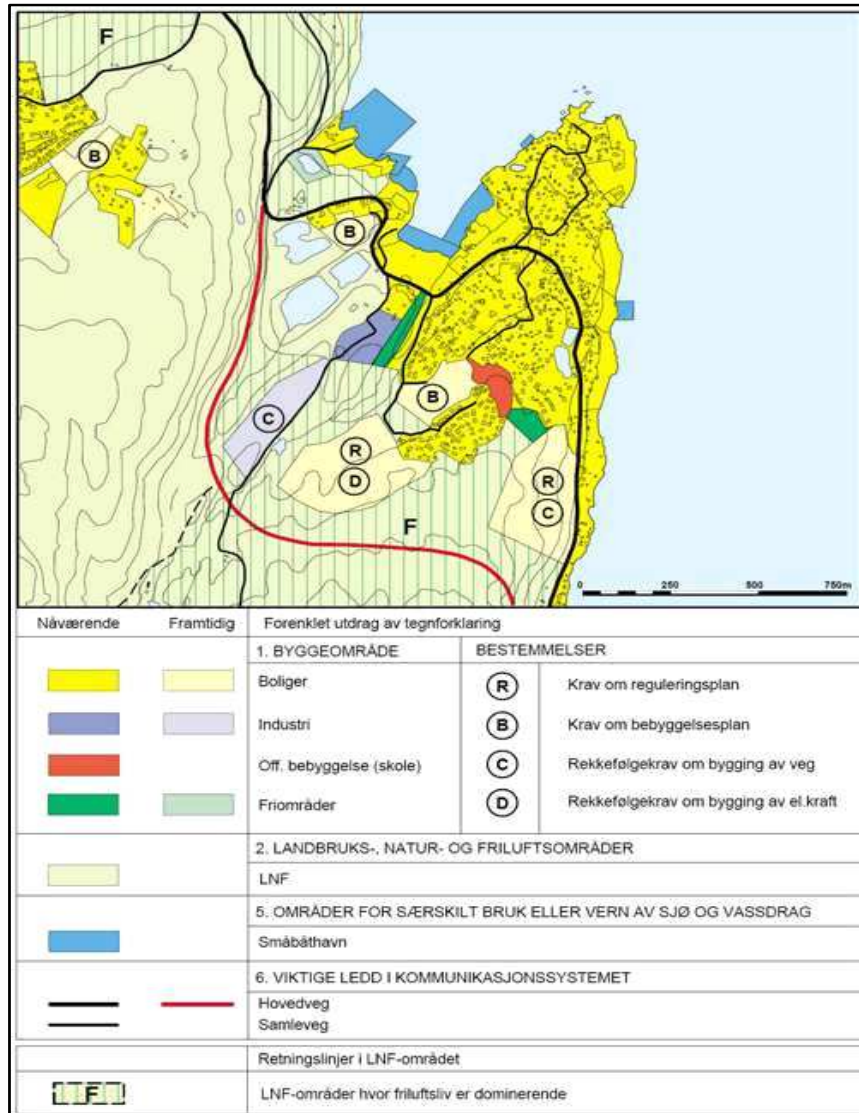 F
B
B
C
B
R
D
R
C
F
0 250 500 750m
Nåværende Framtidig Forenklet utdrag av tegnforklaring
1. BYGGEOMRÅDE BESTEMMELSER
Boliger R Krav om reguleringsplan
Industri B Krav om bebyggelsesplan
Off. bebyggelse (skole) C Rekkefølgekrav om bygging av veg
Friområder D Rekkefølgekrav om bygging av el.kraft
2. LANDBRUKS-, NATUR- OG FRILUFTSOMRÅDER
LNF
5. OMRÅDER FOR SÆRSKILT BRUK ELLER VERN AV SJØ OG VASSDRAG
Småbåthavn
6. VIKTIGE LEDD I KOMMUNIKASJONSSYSTEMET
Hovedveg
Samleveg
Retningslinjer i LNF-området
F LNF-områder hvor friluftsliv er dominerende